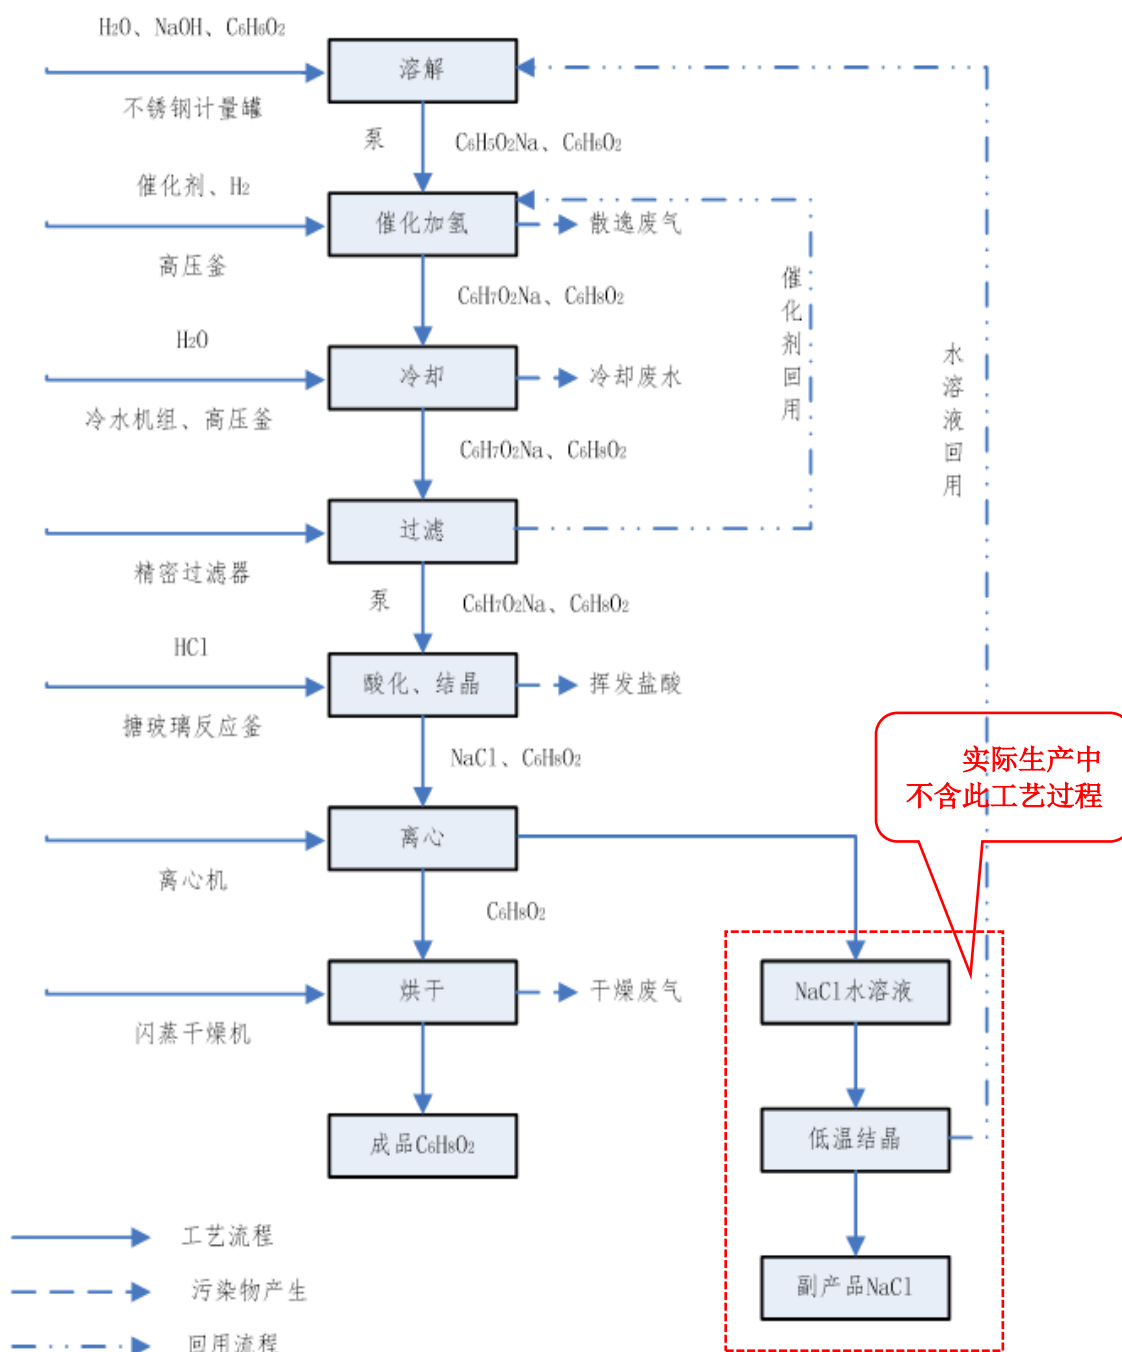 H₂O、NaOH、C₆H₆O₂
溶解
不锈钢计量罐
泵
C₆H₅O₂Na、C₆H₆O₂
催化剂、H₂
催化加氢
散逸废气
高压釜
C₆H₇O₂Na、C₆H₈O₂
催化剂回用
H₂O
冷却
冷却废水
水溶液回用
冷水机组、高压釜
C₆H₇O₂Na、C₆H₈O₂
过滤
精密过滤器
泵
C₆H₇O₂Na、C₆H₈O₂
HCl
酸化、结晶
挥发盐酸
搪玻璃反应釜
NaCl、C₆H₈O₂
实际生产中
不含此工艺过程
离心
离心机
C₆H₈O₂
烘干
干燥废气
NaCl水溶液
闪蒸干燥机
成品C₆H₈O₂
低温结晶
工艺流程
污染物产生
副产品NaCl
回用流程